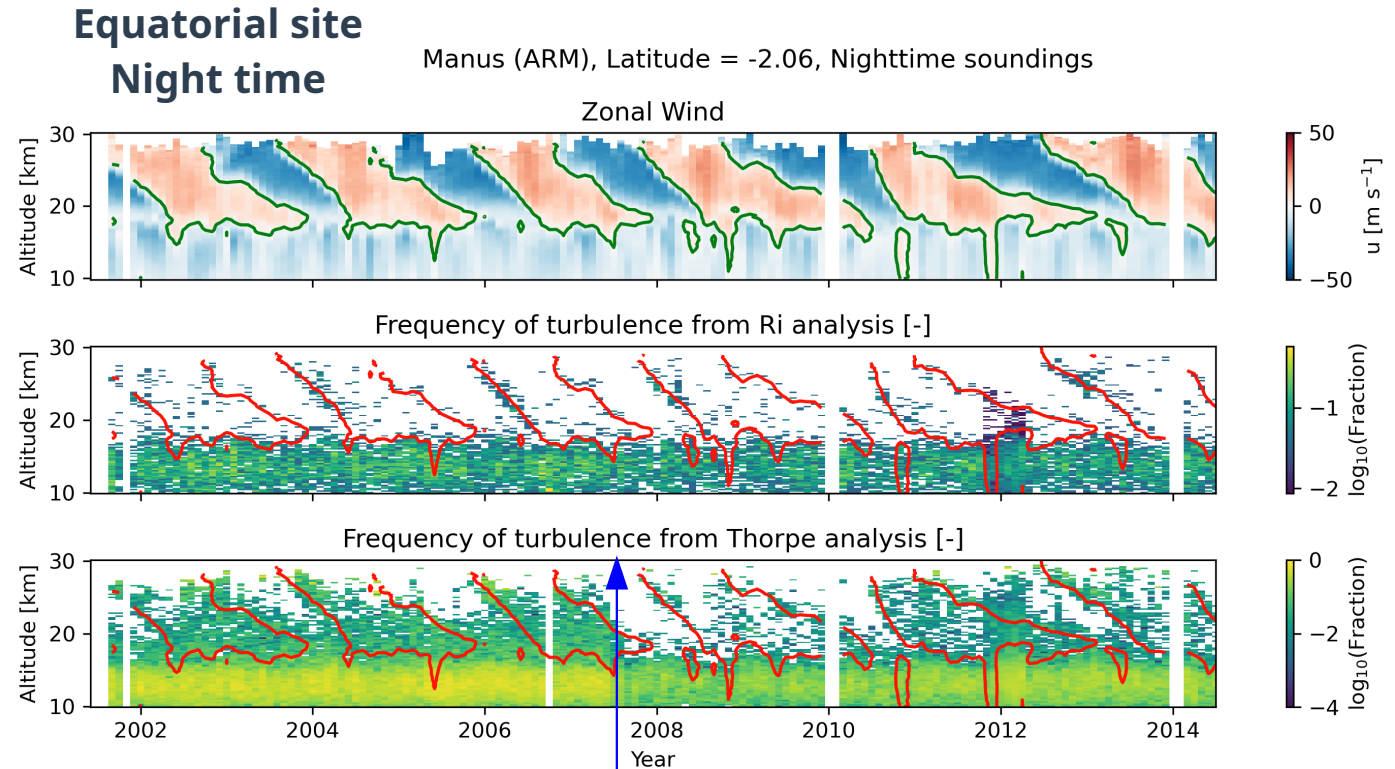 Equatorial site
Night time
Manus (ARM), Latitude = -2.06, Nighttime soundings
Zonal Wind
30
20
10
Altitude [km]
50
0
−50
u [m s⁻¹]
Frequency of turbulence from Ri analysis [-]
30
20
10
Altitude [km]
−1
−2
log₁₀(Fraction)
Frequency of turbulence from Thorpe analysis [-]
30
20
10
Altitude [km]
0
−2
−4
log₁₀(Fraction)
2002 2004 2006 2008 2010 2012 2014
Year